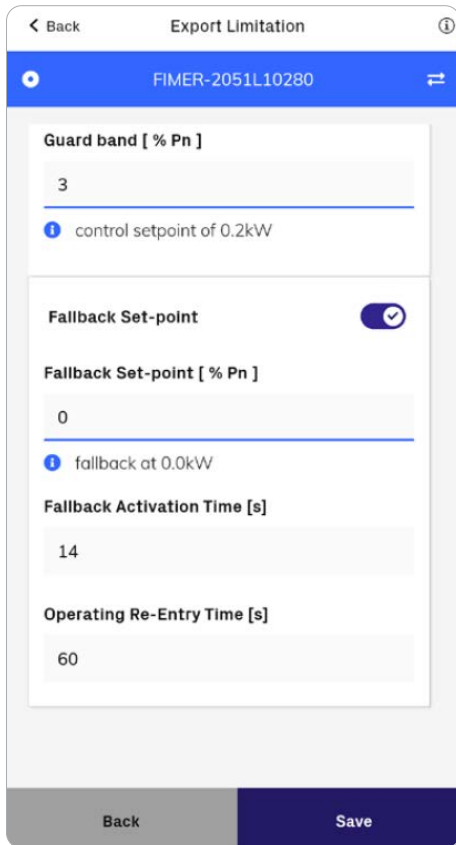 Back Export Limitation
FIMER-2051L10280
Guard band [ % Pn ]
3
control setpoint of 0.2kW
Fallback Set-point
Fallback Set-point [ % Pn ]
0
fallback at 0.0kW
Fallback Activation Time [s]
14
Operating Re-Entry Time [s]
60
Back Save